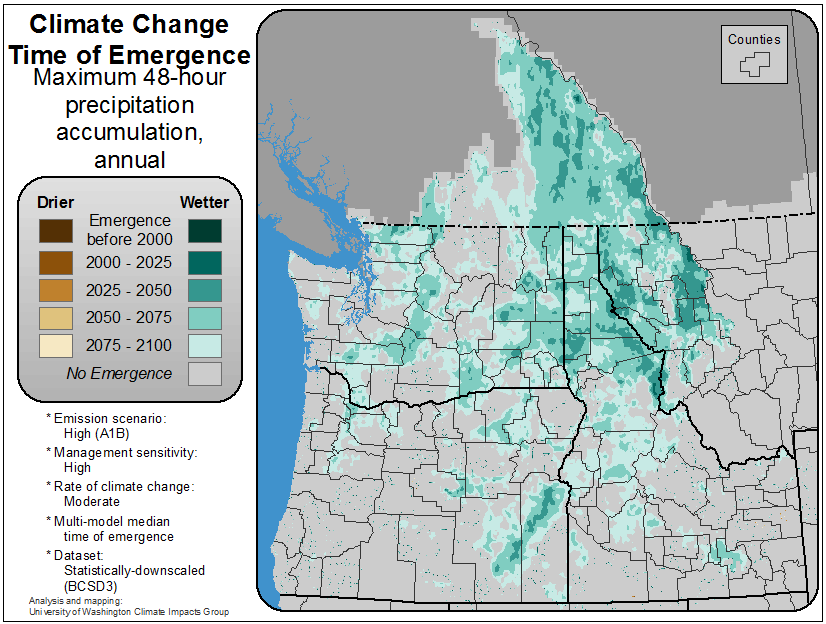 Climate Change
Time of Emergence
Maximum 48-hour
precipitation
accumulation,
annual
Drier Wetter
Emergence
before 2000
2000 - 2025
2025 - 2050
2050 - 2075
2075 - 2100
No Emergence
* Emission scenario:
High (A1B)
* Management sensitivity:
High
* Rate of climate change:
Moderate
* Multi-model median
time of emergence
* Dataset:
Statistically-downscaled
(BCSD3)
Analysis and mapping:
University of Washington Climate Impacts Group
Counties